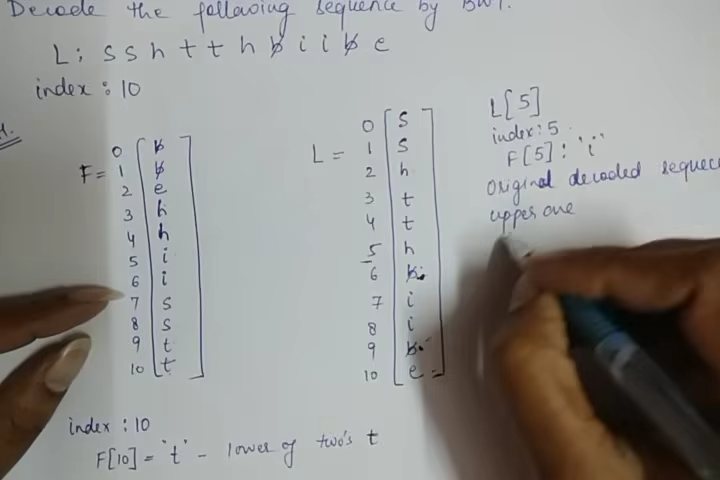 Decode the following sequence by BWT.
L: s s h t t h b̸ i i b̸ e
index : 10
F =
0 b̸
1 b̸
2 e
3 h
4 h
5 i
6 i
7 s
8 s
9 t
10 t
L =
0 s
1 s
2 h
3 t
4 t
5 h
6 b̸
7 i
8 i
9 b̸
10 e
L[5]
index: 5
F[5]: 'i'
Original decoded sequence
upper one
index : 10
F[10] = 't' - lower of two's t